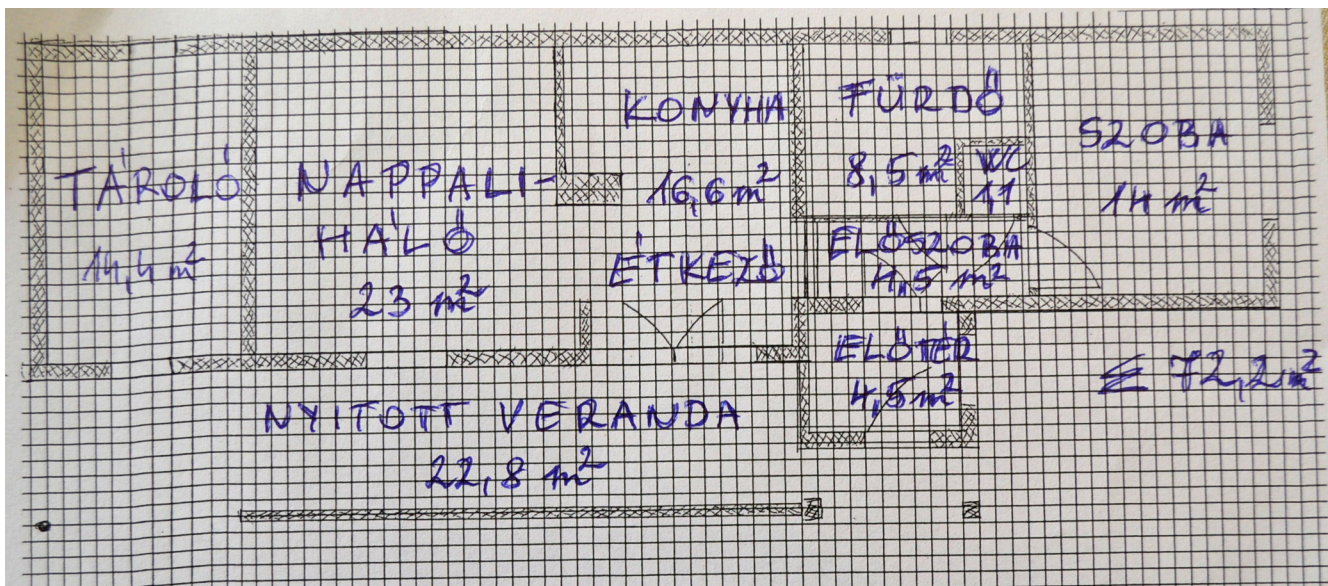 TÁROLÓ
14,4 m²
NAPPALI-
HÁLÓ
23 m²
KONYHA
16,6 m²
ÉTKEZŐ
FÜRDŐ
8,5 m²
WC
1,1
SZOBA
14 m²
ELŐSZOBA
4,5 m²
ELŐTÉR
4,5 m²
NYITOTT VERANDA
22,8 m²
72,2 m²